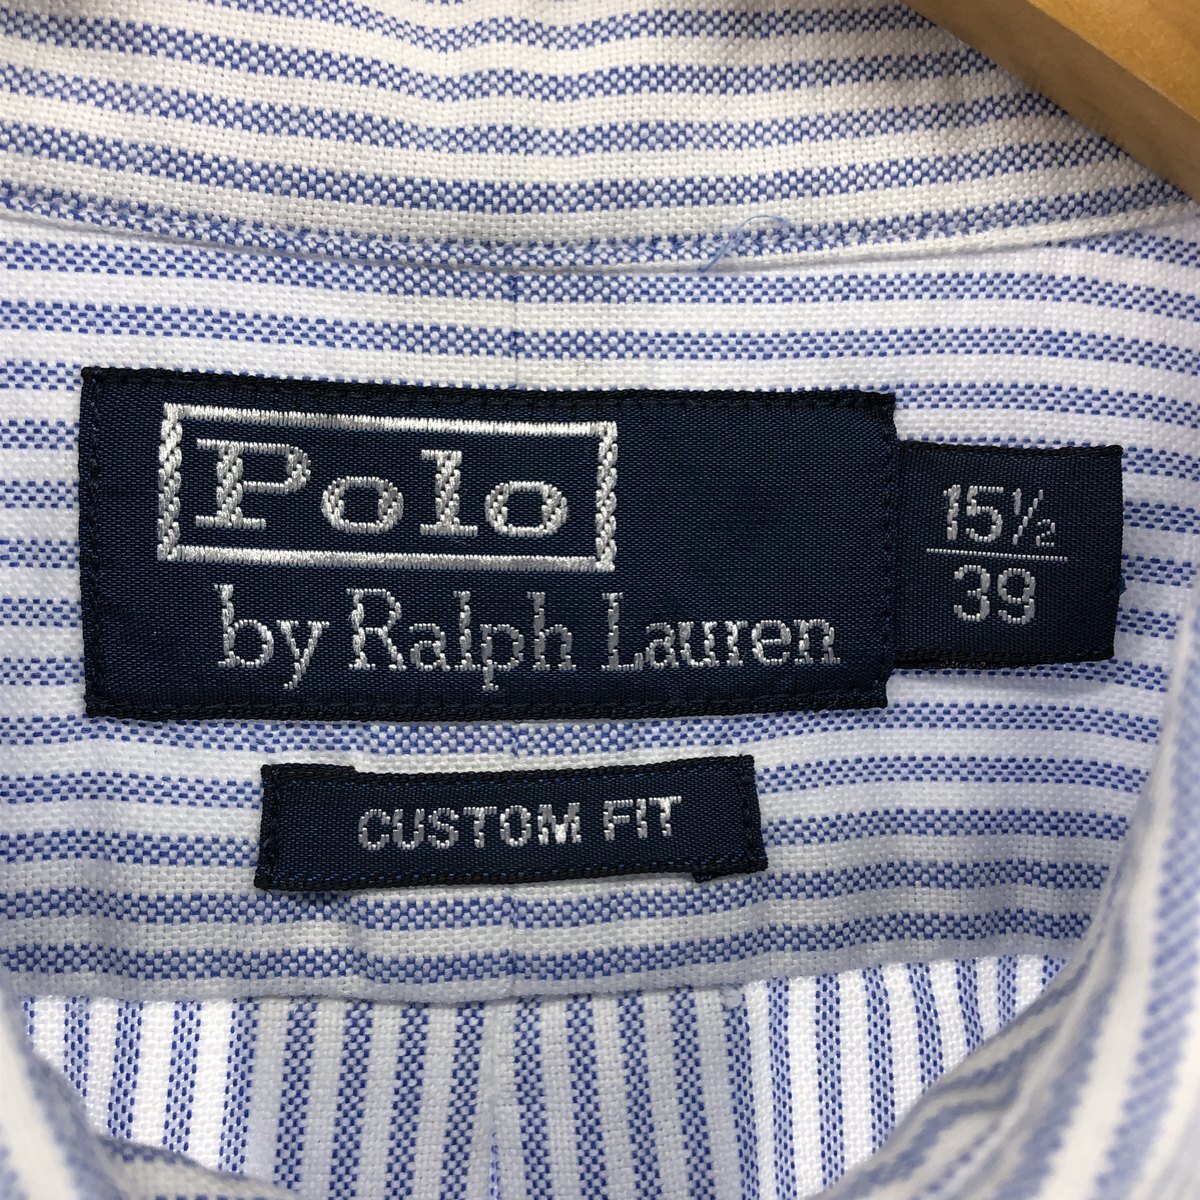 Polo
by Ralph Lauren
15½
39
CUSTOM FIT